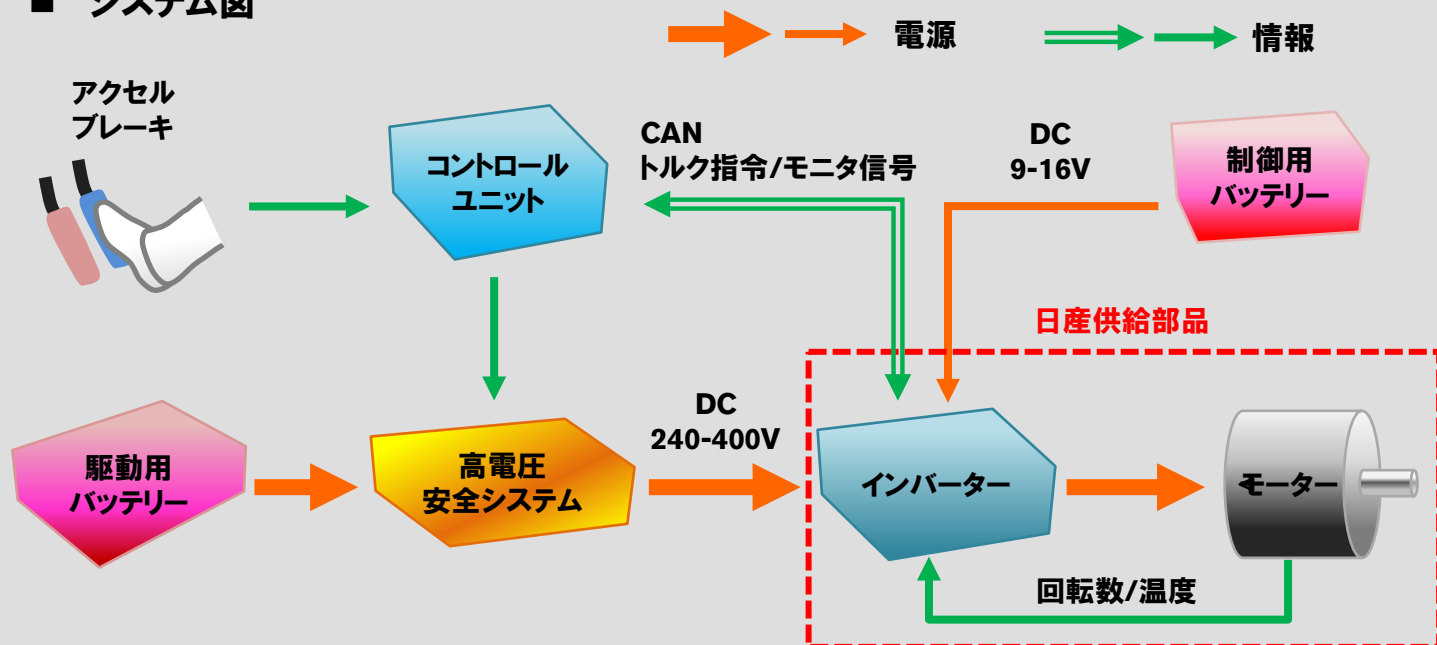 ■ システム図
電源
情報
アクセル
ブレーキ
コントロール
ユニット
CAN
トルク指令/モニタ信号
DC
9-16V
制御用
バッテリー
日産供給部品
駆動用
バッテリー
高電圧
安全システム
DC
240-400V
インバーター
モーター
回転数/温度